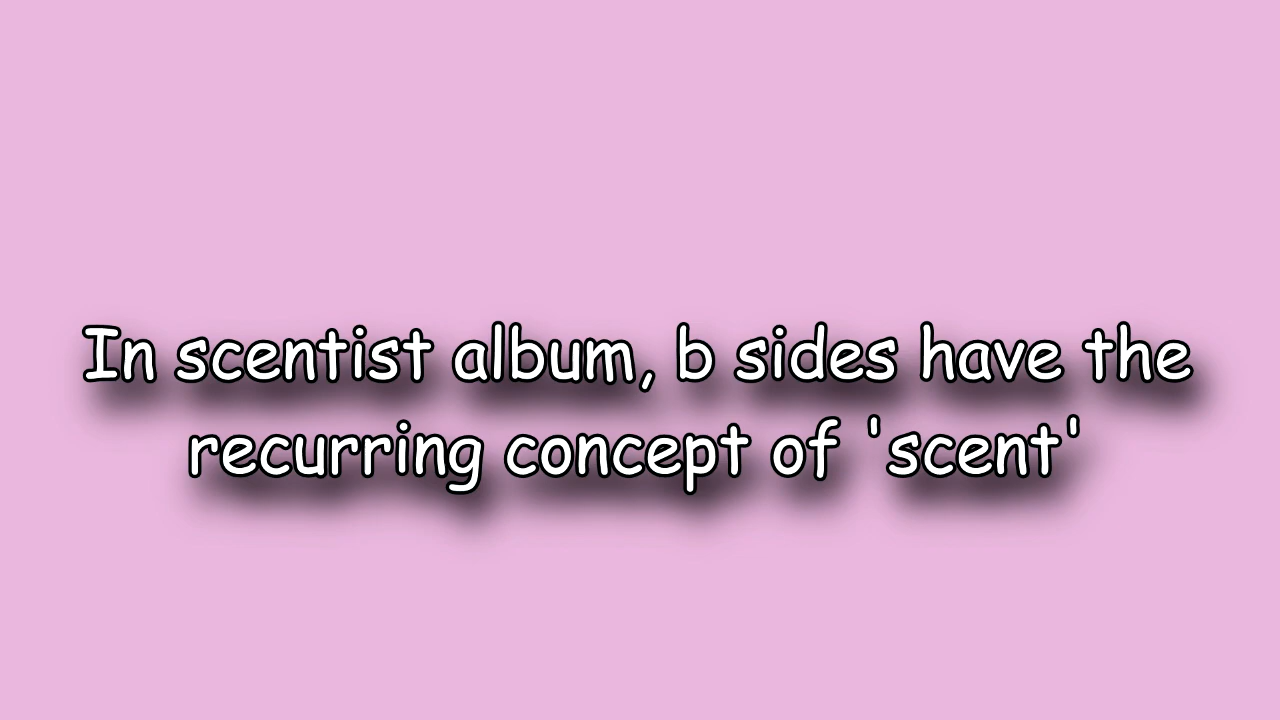 In scentist album, b sides have the
recurring concept of 'scent'